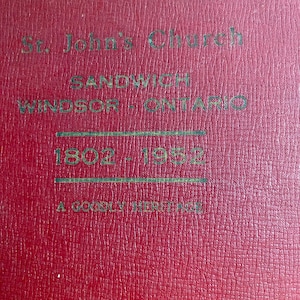 St. John's Church
SANDWICH
WINDSOR - ONTARIO
1802 - 1952
A GOODLY HERITAGE